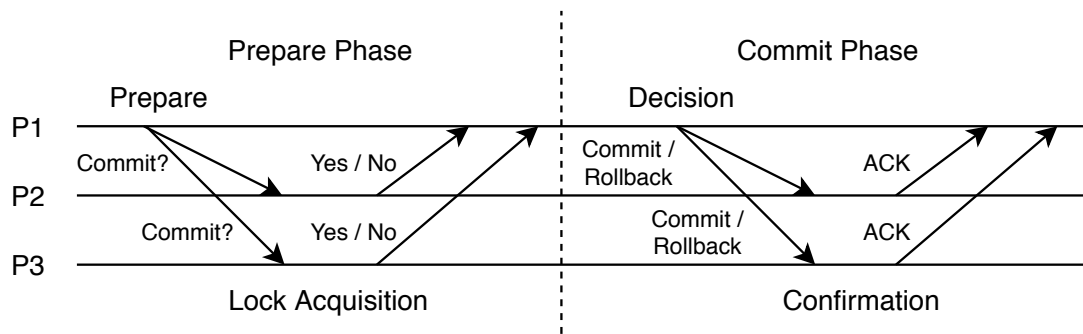 Prepare Phase
Commit Phase
Prepare
Decision
P1
Commit?
Yes / No
Commit /
Rollback
ACK
P2
Commit?
Yes / No
Commit /
Rollback
ACK
P3
Lock Acquisition
Confirmation